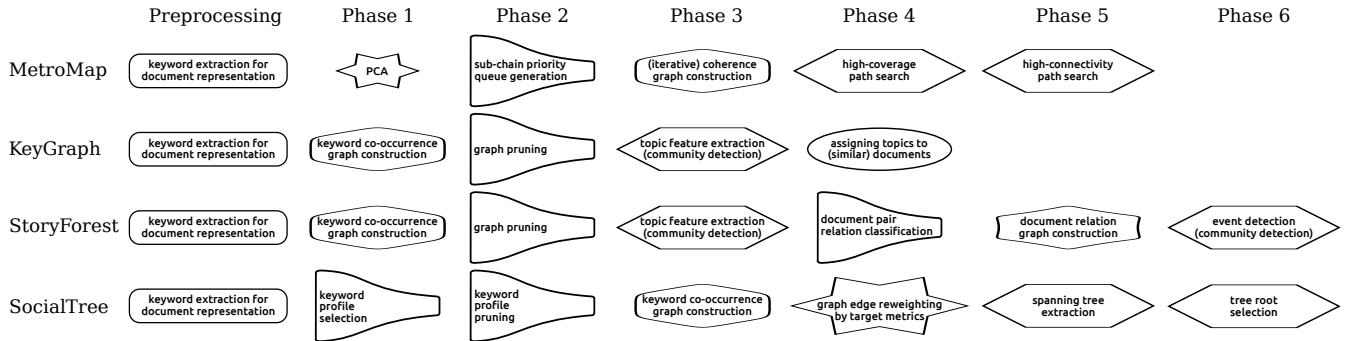 Preprocessing Phase 1 Phase 2 Phase 3 Phase 4 Phase 5 Phase 6
MetroMap
keyword extraction for
document representation
PCA
sub-chain priority
queue generation
(iterative) coherence
graph construction
high-coverage
path search
high-connectivity
path search
KeyGraph
keyword extraction for
document representation
keyword co-occurrence
graph construction
graph pruning
topic feature extraction
(community detection)
assigning topics to
(similar) documents
StoryForest
keyword extraction for
document representation
keyword co-occurrence
graph construction
graph pruning
topic feature extraction
(community detection)
document pair
relation classification
document relation
graph construction
event detection
(community detection)
SocialTree
keyword extraction for
document representation
keyword
profile
selection
keyword
profile
pruning
keyword co-occurrence
graph construction
graph edge reweighting
by target metrics
spanning tree
extraction
tree root
selection